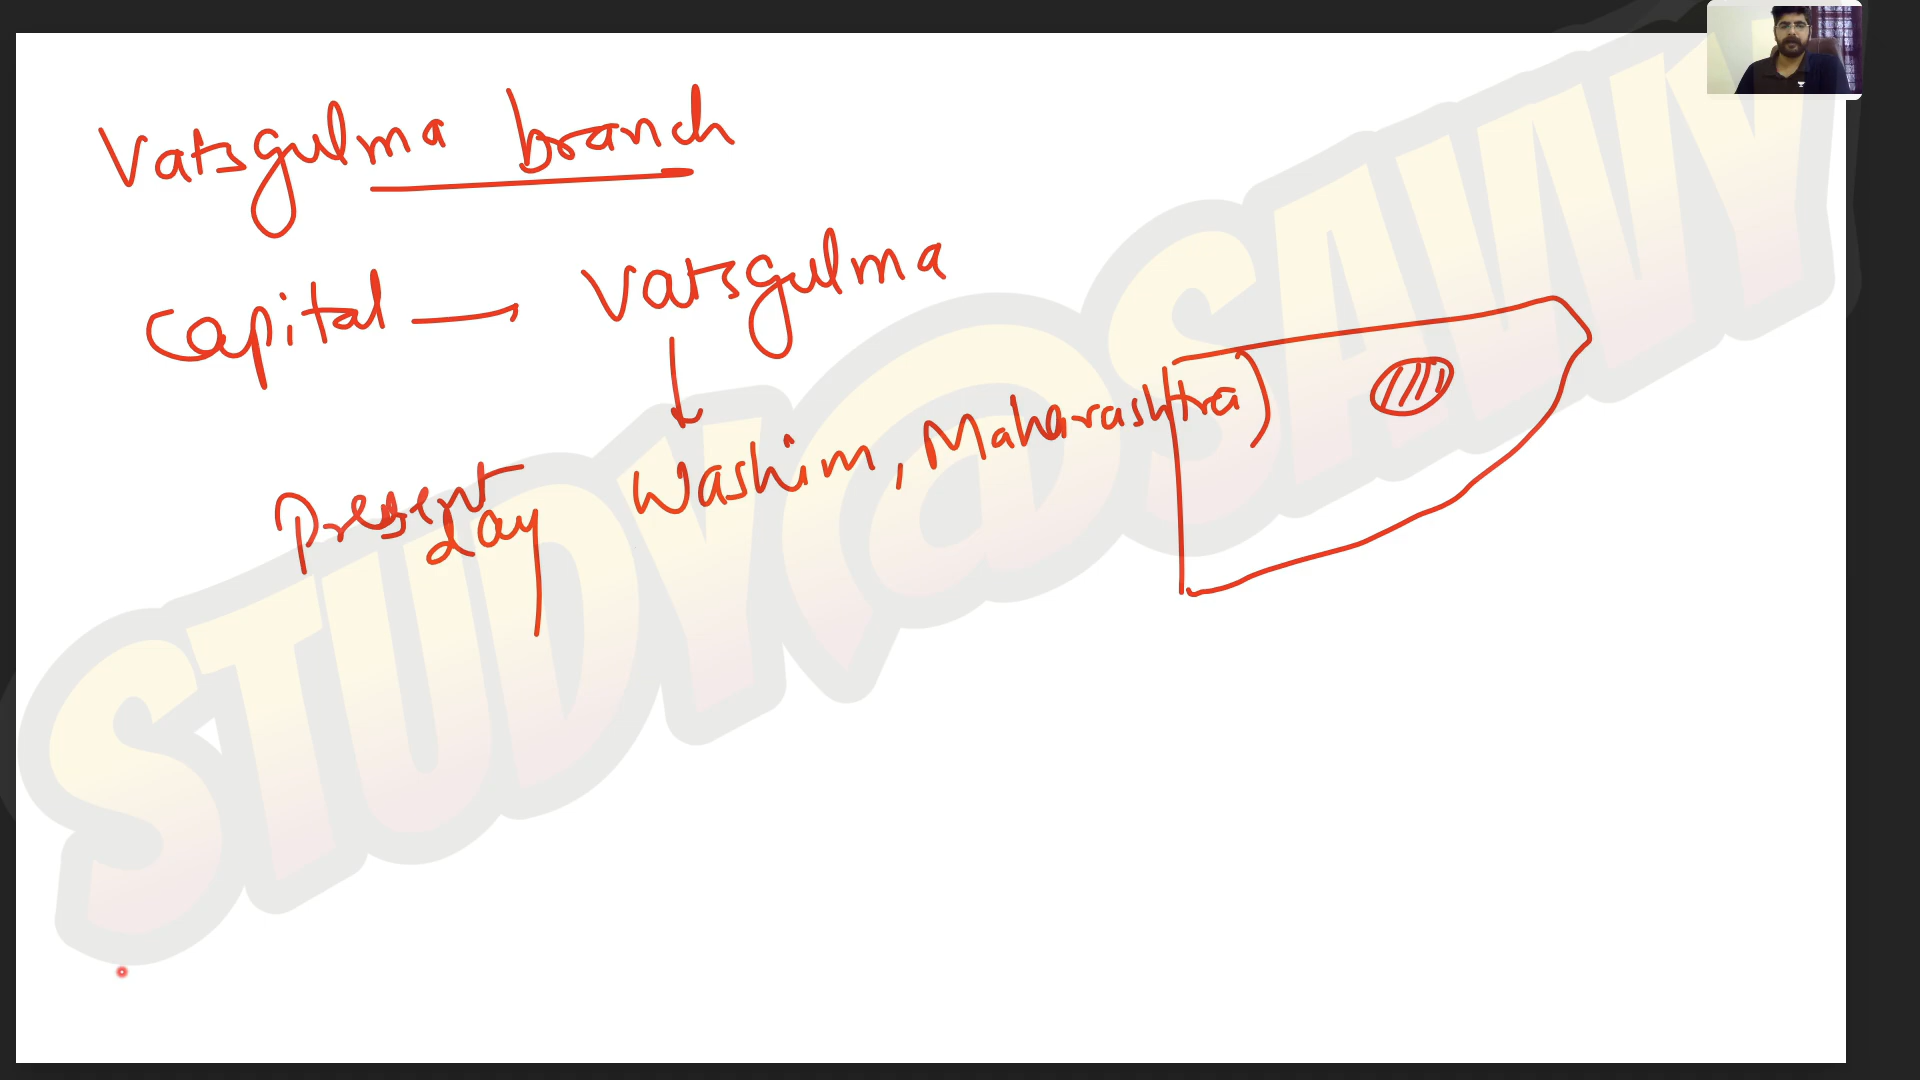 Vatsgulma branch
Capital → Vatsgulma
↓
Present day Washim, Maharashtra)
STUDY@SAVVY